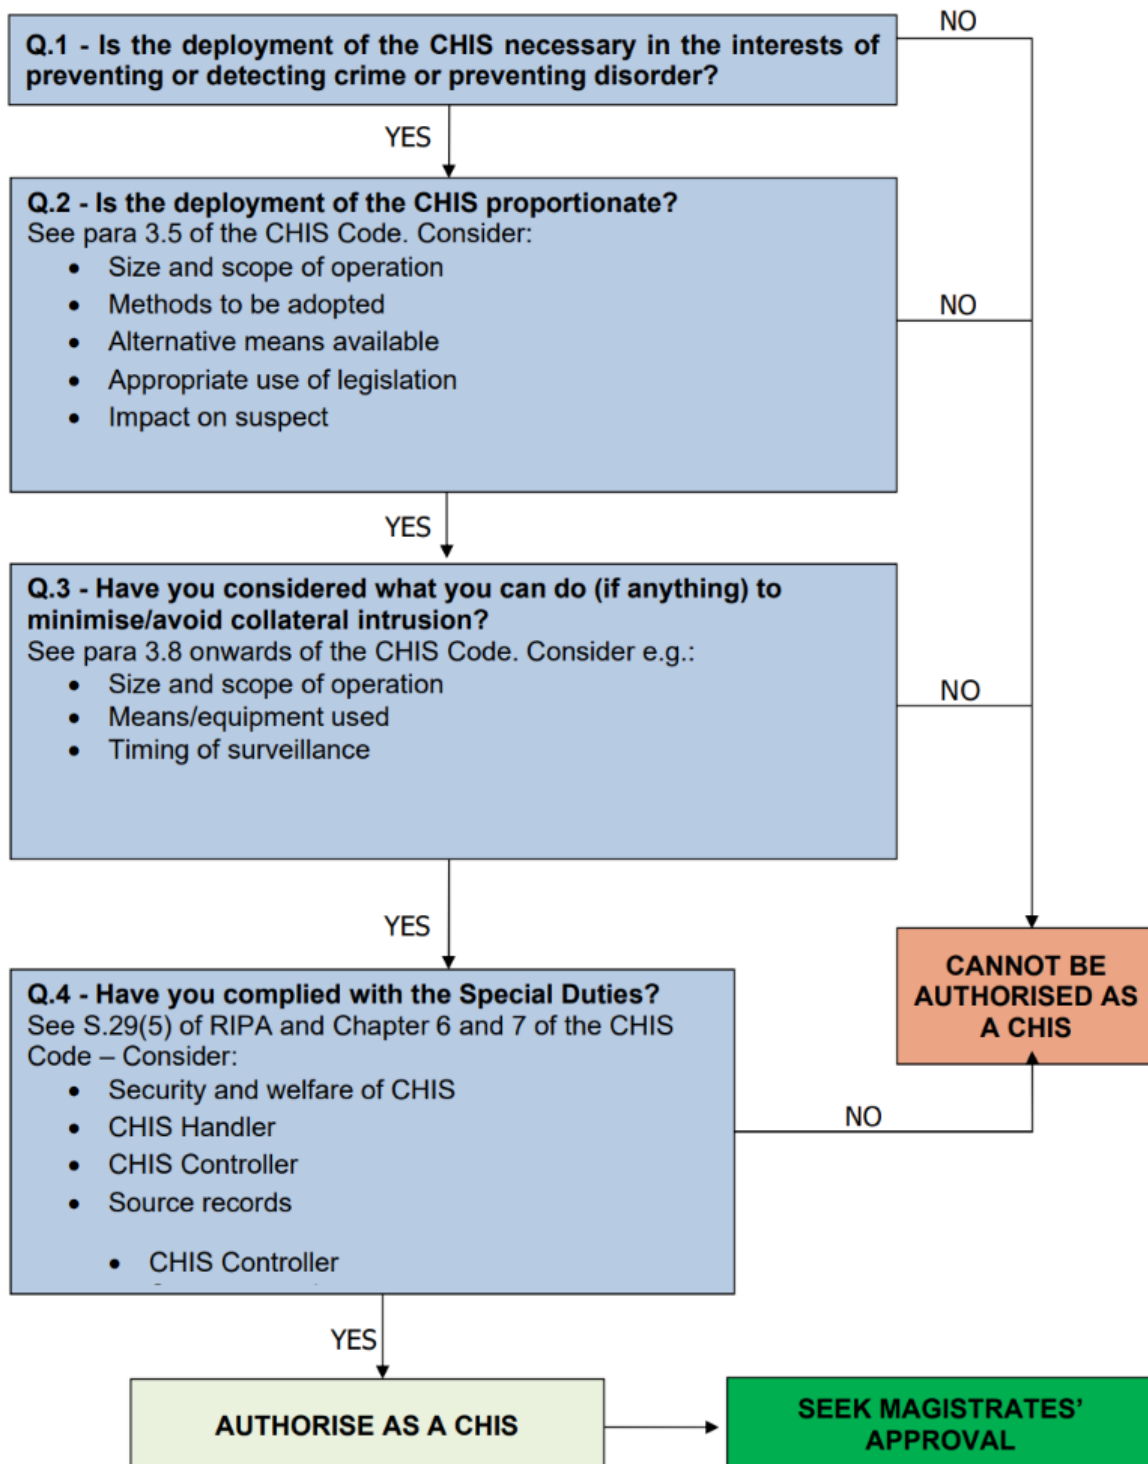 Q.1 - Is the deployment of the CHIS necessary in the interests of
preventing or detecting crime or preventing disorder?
NO
YES
Q.2 - Is the deployment of the CHIS proportionate?
See para 3.5 of the CHIS Code. Consider:
• Size and scope of operation
• Methods to be adopted
• Alternative means available
• Appropriate use of legislation
• Impact on suspect
NO
YES
Q.3 - Have you considered what you can do (if anything) to
minimise/avoid collateral intrusion?
See para 3.8 onwards of the CHIS Code. Consider e.g.:
• Size and scope of operation
• Means/equipment used
• Timing of surveillance
NO
YES
CANNOT BE
AUTHORISED AS
A CHIS
Q.4 - Have you complied with the Special Duties?
See S.29(5) of RIPA and Chapter 6 and 7 of the CHIS
Code – Consider:
• Security and welfare of CHIS
• CHIS Handler
• CHIS Controller
• Source records
• CHIS Controller
NO
YES
AUTHORISE AS A CHIS
SEEK MAGISTRATES’
APPROVAL